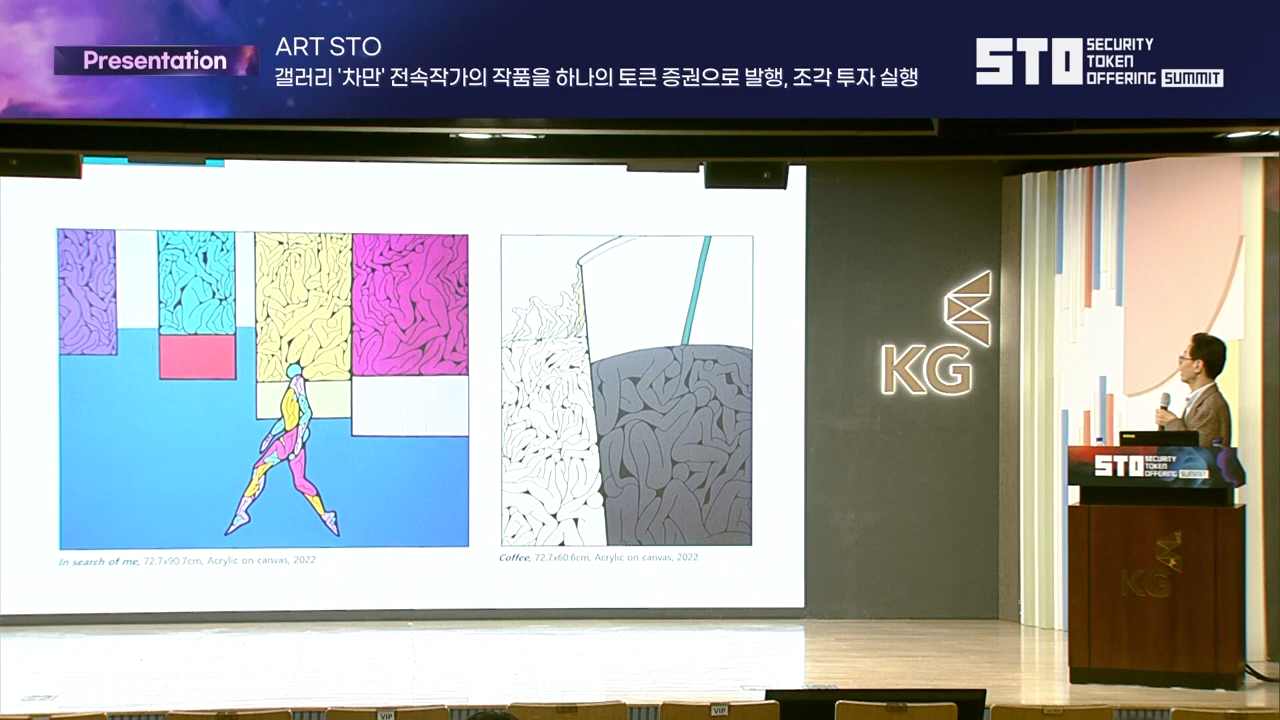 Presentation
ART STO
갤러리 '차만' 전속작가의 작품을 하나의 토큰 증권으로 발행, 조각 투자 실행
STO SECURITY
TOKEN
OFFERING SUMMIT
In search of me, 72.7x90.7cm, Acrylic on canvas, 2022
Coffee, 72.7x60.6cm, Acrylic on canvas, 2022
KG
STO SECURITY
TOKEN
OFFERING SUMMIT
KG
VIP
VIP